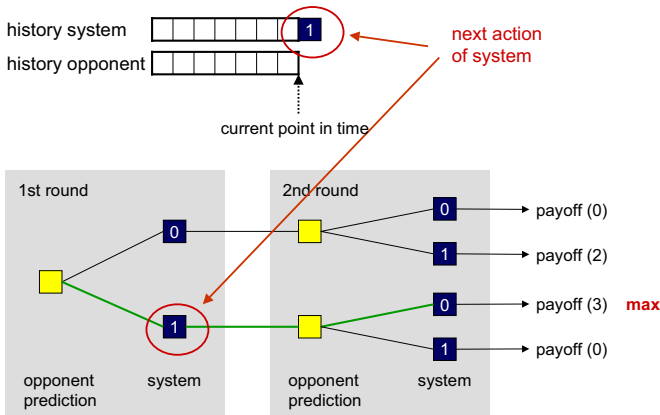 history system
1
history opponent
next action
of system
current point in time
1st round
2nd round
0
0
payoff (0)
1
payoff (2)
0
payoff (3)
max
1
1
payoff (0)
opponent
prediction
system
opponent
prediction
system